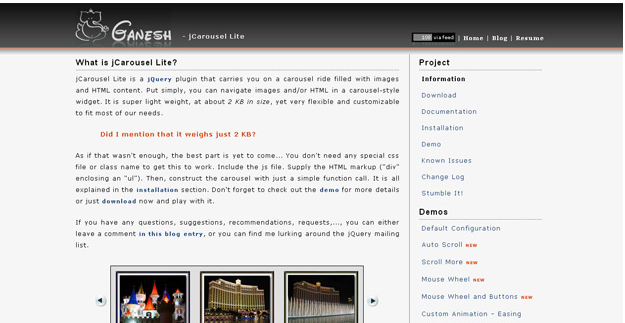 GANESH - jCarousel Lite
108 via feed | Home | Blog | Resume
What is jCarousel Lite?
jCarousel Lite is a jQuery plugin that carries you on a carousel ride filled with images
and HTML content. Put simply, you can navigate images and/or HTML in a carousel-style
widget. It is super light weight, at about 2 KB in size, yet very flexible and customizable
to fit most of our needs.
Did I mention that it weighs just 2 KB?
As if that wasn't enough, the best part is yet to come... You don't need any special css
file or class name to get this to work. Include the js file. Supply the HTML markup ("div"
enclosing an "ul"). Then, construct the carousel with just a simple function call. It is all
explained in the installation section. Don't forget to check out the demo for more details
or just download now and play with it.
If you have any questions, suggestions, recommendations, requests,..., you can either
leave a comment in this blog entry, or you can find me lurking around the jQuery mailing
list.
Project
Information
Download
Documentation
Installation
Demo
Known Issues
Change Log
Stumble It!
Demos
Default Configuration
Auto Scroll NEW
Scroll More NEW
Mouse Wheel NEW
Mouse Wheel and Buttons NEW
Custom Animation - Easing